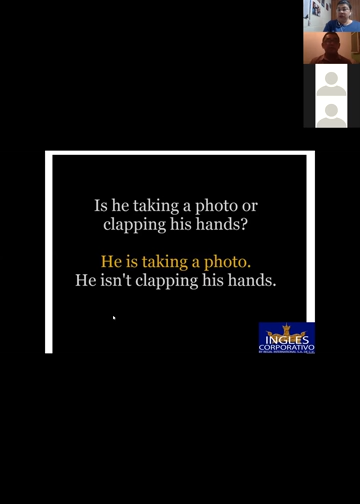 Is he taking a photo or
clapping his hands?
He is taking a photo.
He isn't clapping his hands.
INGLES
CORPORATIVO